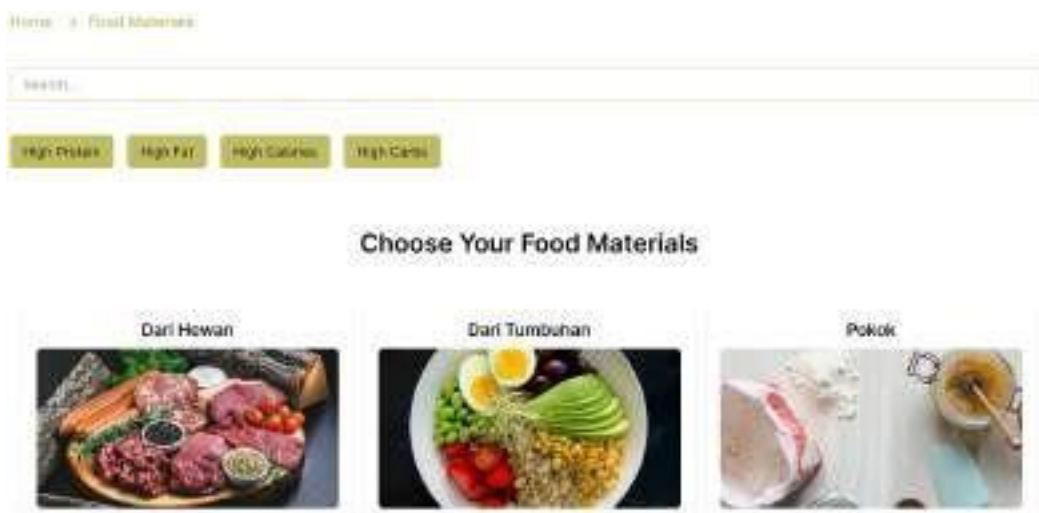 Home > Food Materials
Search...
High Protein High Fat High Calories High Carbs
Choose Your Food Materials
Dari Hewan Dari Tumbuhan Pokok